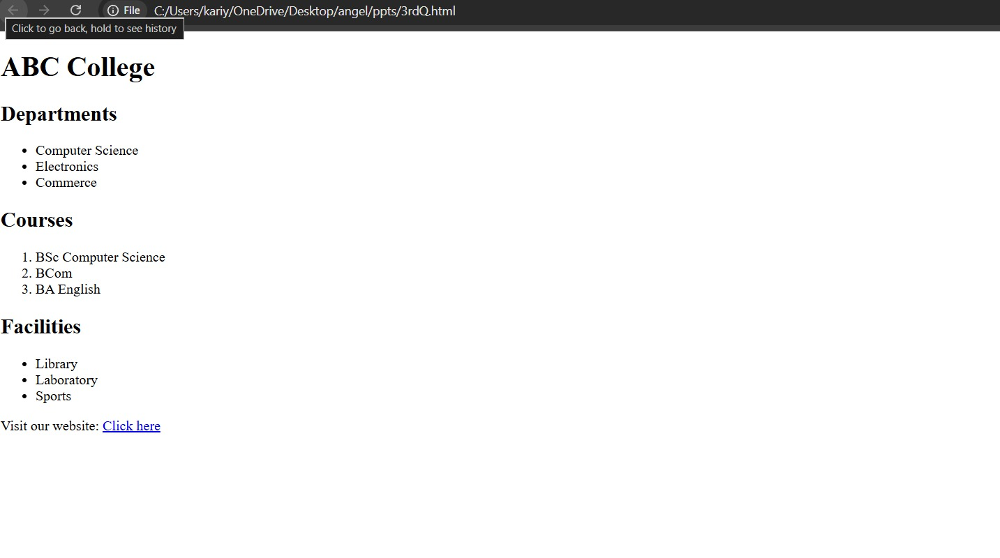 File C:/Users/kariy/OneDrive/Desktop/angel/ppts/3rdQ.html
Click to go back, hold to see history
ABC College
Departments
• Computer Science
• Electronics
• Commerce
Courses
1. BSc Computer Science
2. BCom
3. BA English
Facilities
• Library
• Laboratory
• Sports
Visit our website: Click here